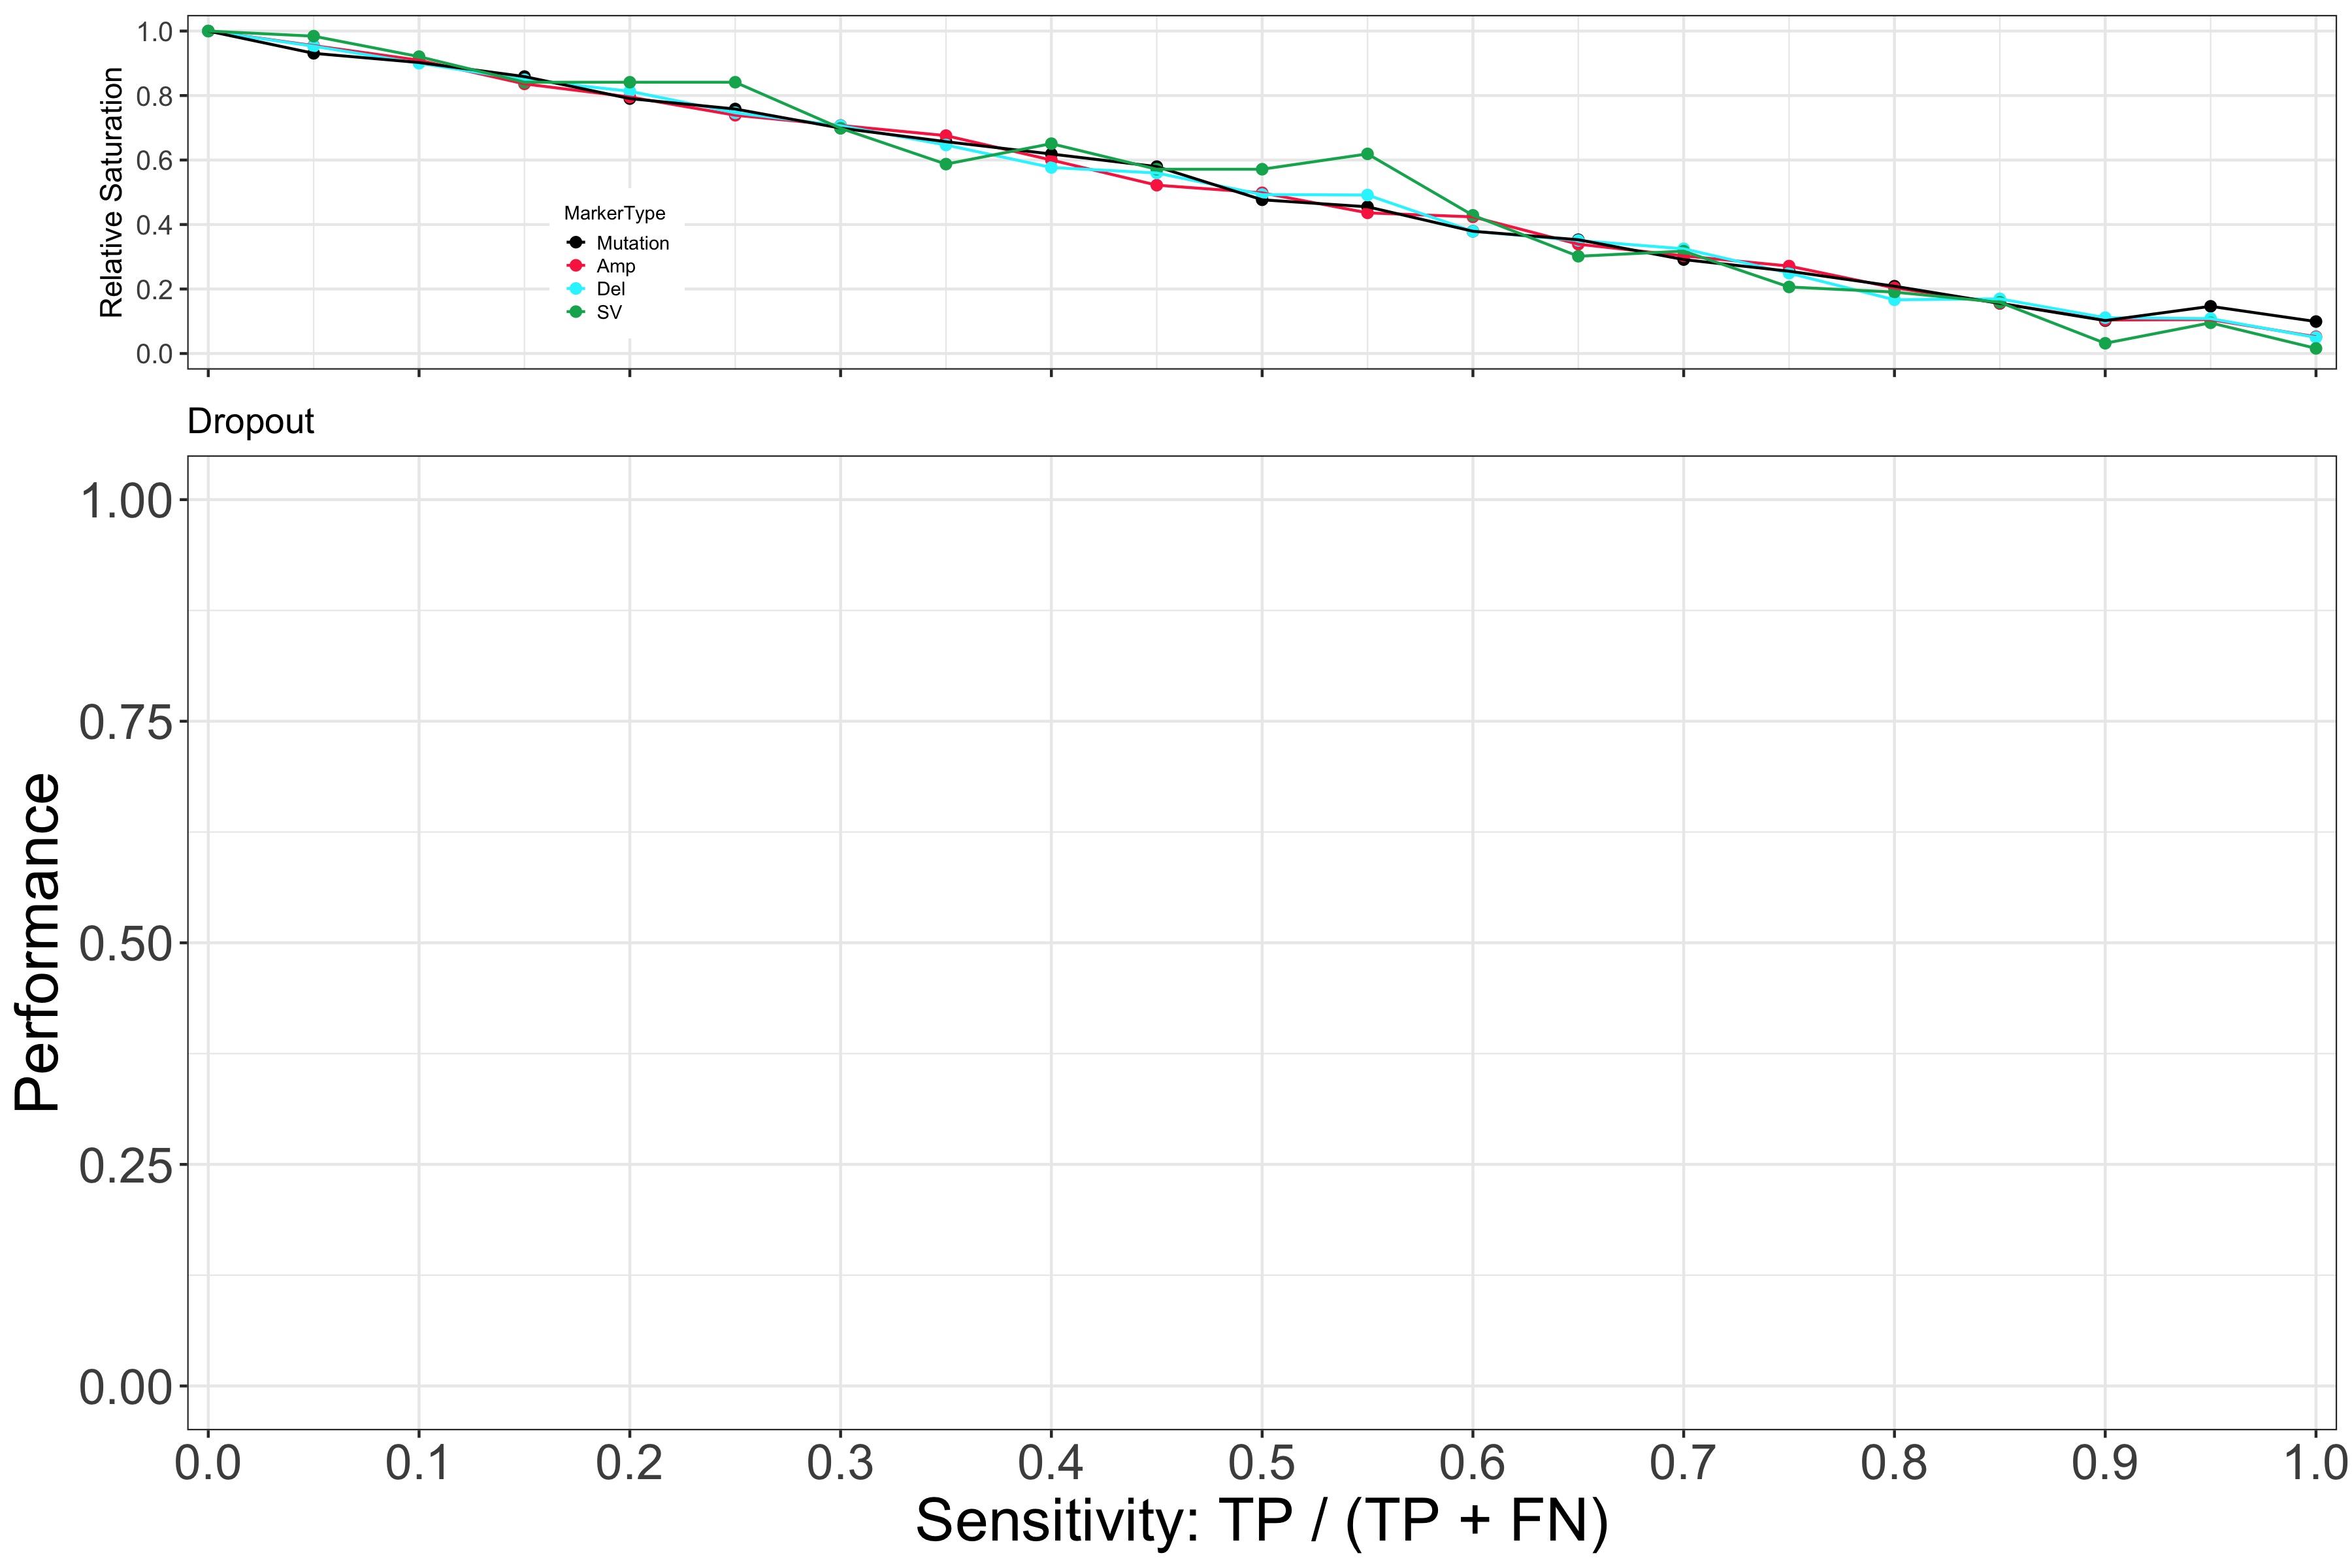 Relative Saturation
1.0
0.8
0.6
0.4
0.2
0.0
MarkerType
Mutation
Amp
Del
SV
Dropout
Performance
1.00
0.75
0.50
0.25
0.00
0.0 0.1 0.2 0.3 0.4 0.5 0.6 0.7 0.8 0.9 1.0
Sensitivity: TP / (TP + FN)